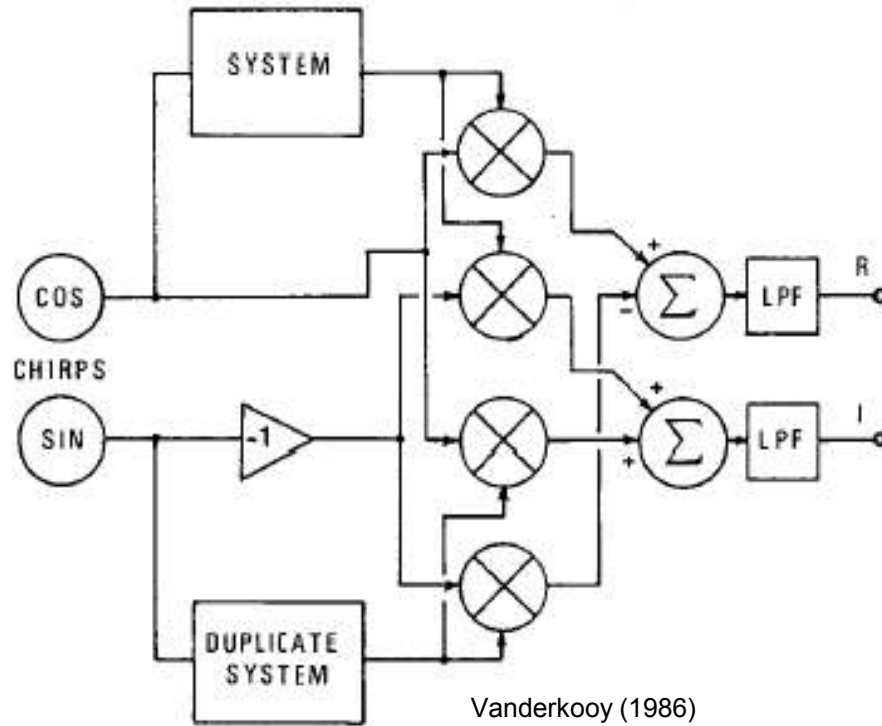 SYSTEM
COS
CHIRPS
SIN
-1
DUPLICATE
SYSTEM
+
-
Σ
LPF
R
+
+
Σ
LPF
I
Vanderkooy (1986)